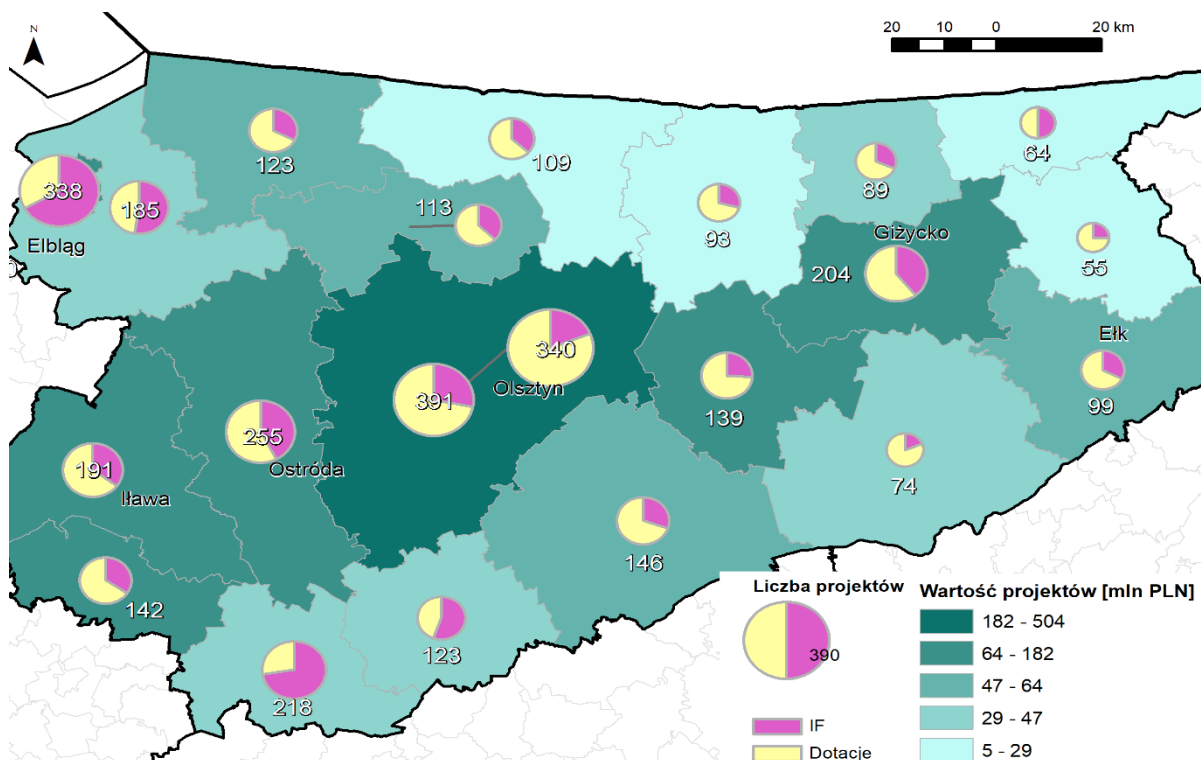 N
20 10 0 20 km
123
109
64
338
185
113
89
93
Elbląg
Giżycko
204
55
340
Ełk
391
Olsztyn
139
99
255
191
Ostróda
74
Iława
146
142
123
218
Liczba projektów
390
IF
Dotacje
Wartość projektów [mln PLN]
182 - 504
64 - 182
47 - 64
29 - 47
5 - 29